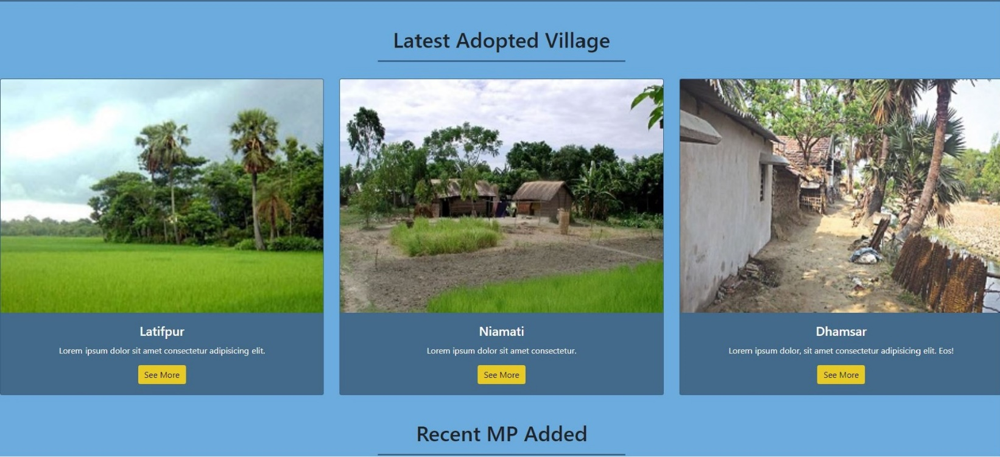 Latest Adopted Village
Latifpur
Lorem ipsum dolor sit amet consectetur adipisicing elit.
See More
Niamati
Lorem ipsum dolor sit amet consectetur.
See More
Dhamsar
Lorem ipsum dolor, sit amet consectetur adipisicing elit. Eos!
See More
Recent MP Added